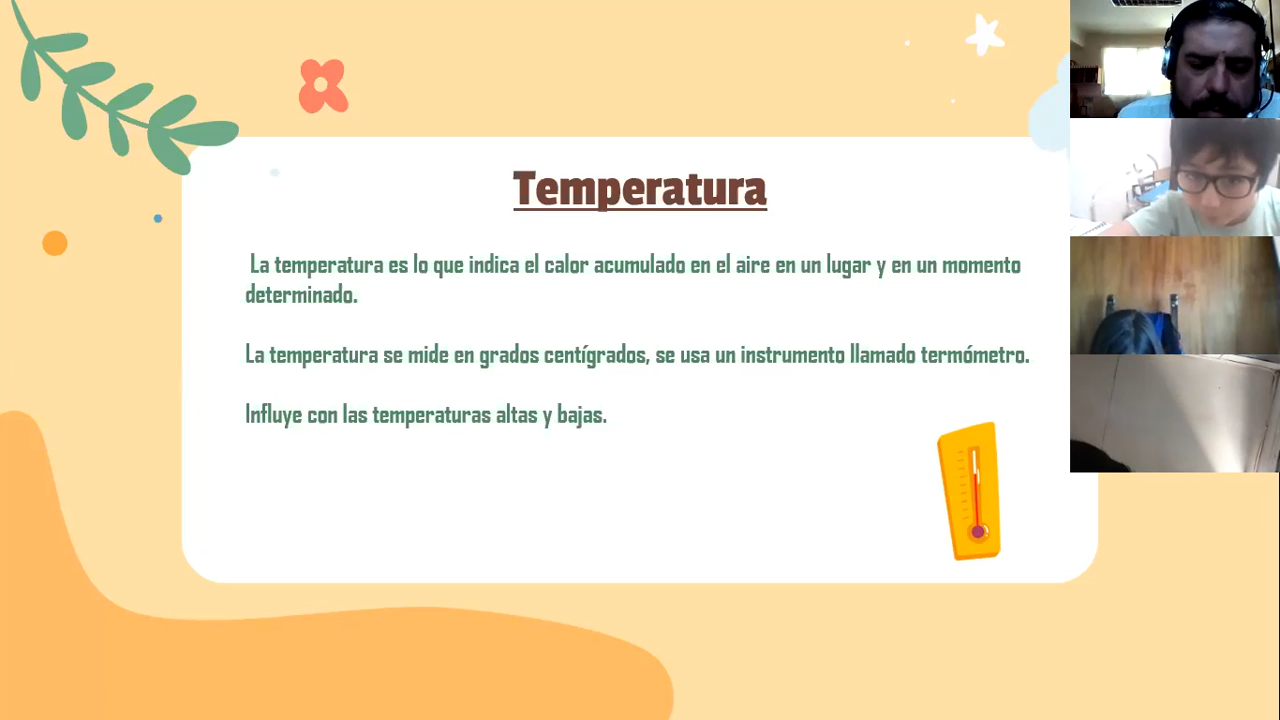 Temperatura
La temperatura es lo que indica el calor acumulado en el aire en un lugar y en un momento
determinado.
La temperatura se mide en grados centígrados, se usa un instrumento llamado termómetro.
Influye con las temperaturas altas y bajas.